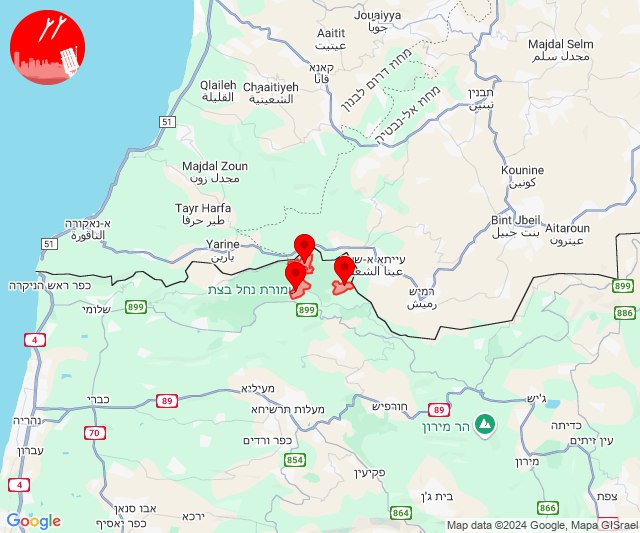 Jouaiyya
جويا
Aaitit
عيتيت
Majdal Selm
مجدل سلم
קאנא
قانا
מחוז דרום לבנון
Qlaileh
القليلة
Chaaitiyeh
الشعيتية
מחוז אל-נבטיה
תבנין
تبنين
51
Majdal Zoun
مجدل زون
Kounine
كونين
Tayr Harfa
طير حرفا
א-נאקורה
الناقورة
Bint Jbeil
بنت جبيل
Aitaroun
عيترون
51
Yarine
يارين
עייתא א-ש
عيتا الشع
כפר ראש הניקרה
רמיש
رميش
שמורת נחל בצת
899
899
899
886
שלומי
4
ג'יש
מעיליא
89
כברי
מעלות תרשיחא
חורפיש
89
נהריה
70
כפר ורדים
הר מירון
כדיתה
עין זיתים
עברון
854
פקיעין
מירון
4
אבו סנאן
ירכא
בית ג'ן
צפת
כפר יאסיף
864
866
Google
Map data ©2024 Google, Mapa GISrael